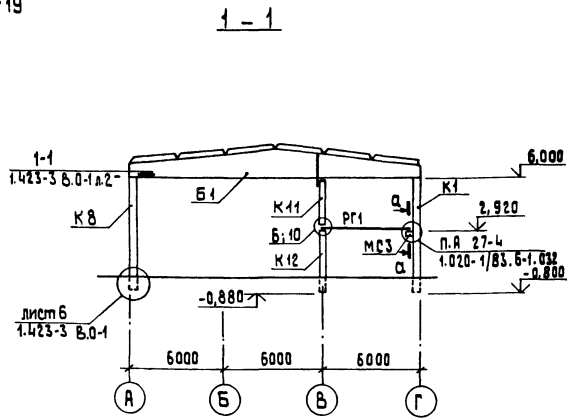 19
1 - 1
1-1
1.423-3 В.0-1 л.2
Б1
К8
К11
РГ1
Б; 10
К12
а
МС3
а
К1
6,000
2,920
П.А 27-4
1.020-1/83.6-1.032
-0,800
-0,880
лист 6
1.423-3 В.0-1
6000
6000
6000
А
Б
В
Г